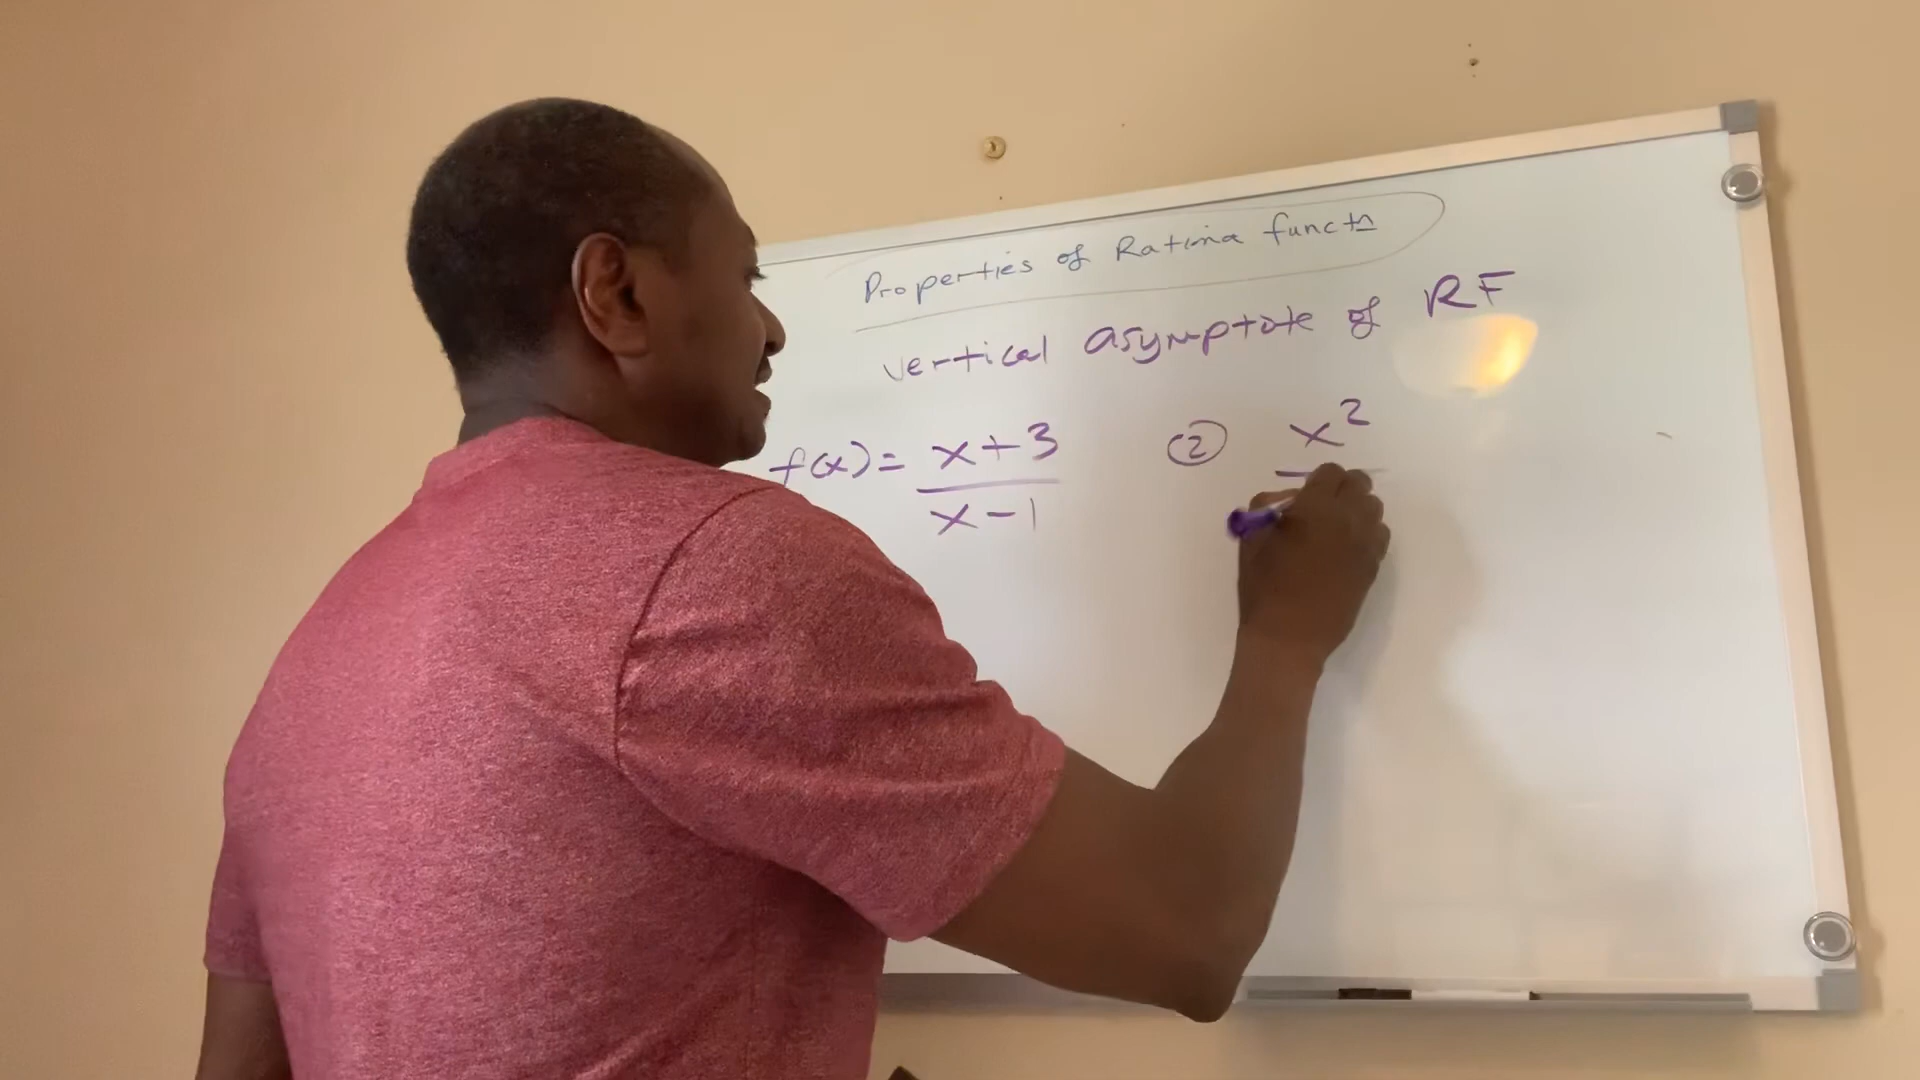 Properties of Rationa functn
vertical asymptote of RF
f(x) = x+3 / x-1 ② x²